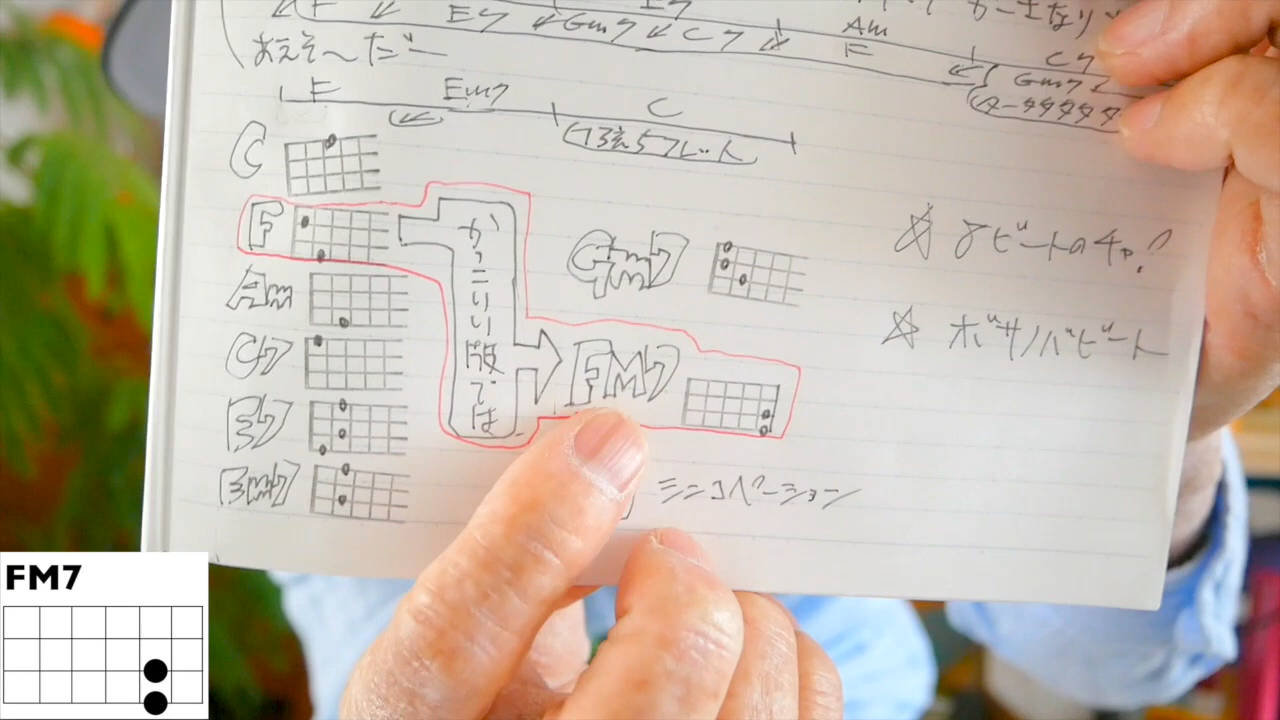 F E7 Gm7 C7 Am F C7 Gm7
あえそ〜だ〜
F Em7 C
1弦5フレット
C
F
Am
C7
E7
Em7
かっこいい版では
Gm7
FM7
シンコペーション
☆ 8ビートのチャ?
☆ ボサノバビート
FM7